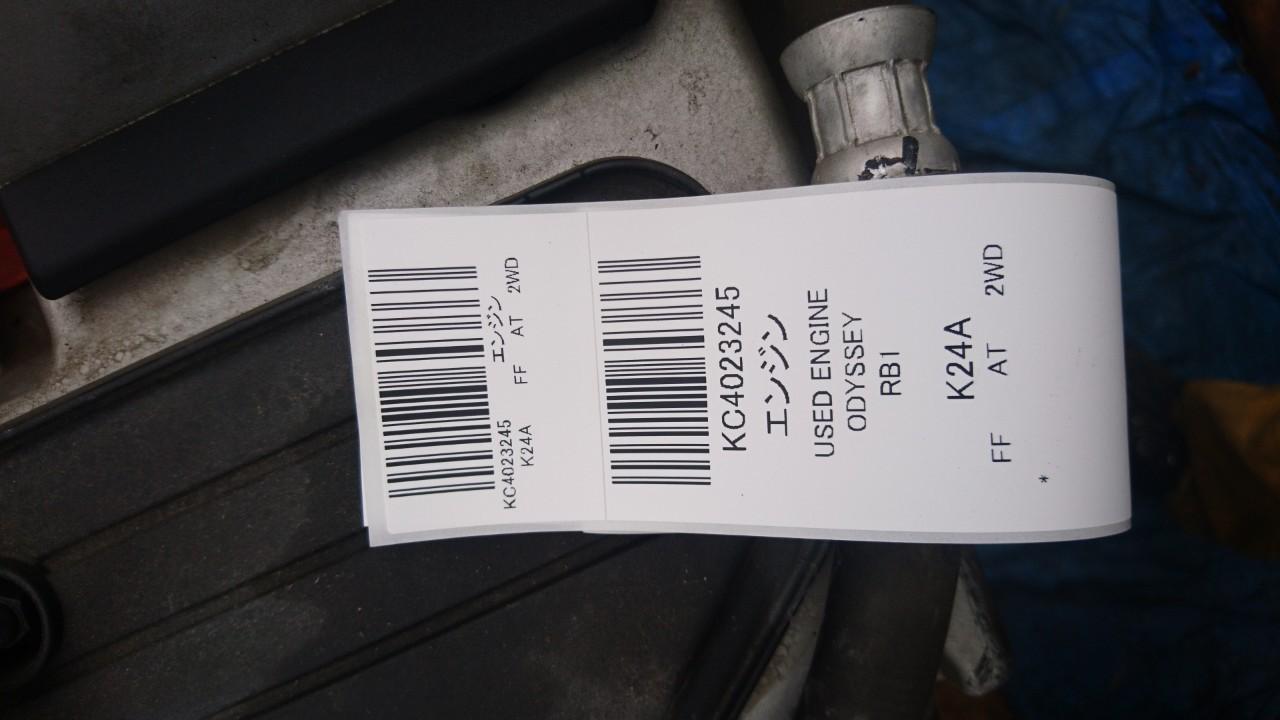 KC4023245 エンジン
K24A FF AT 2WD
KC4023245
エンジン
USED ENGINE
ODYSSEY
RB1
K24A
FF AT 2WD
*